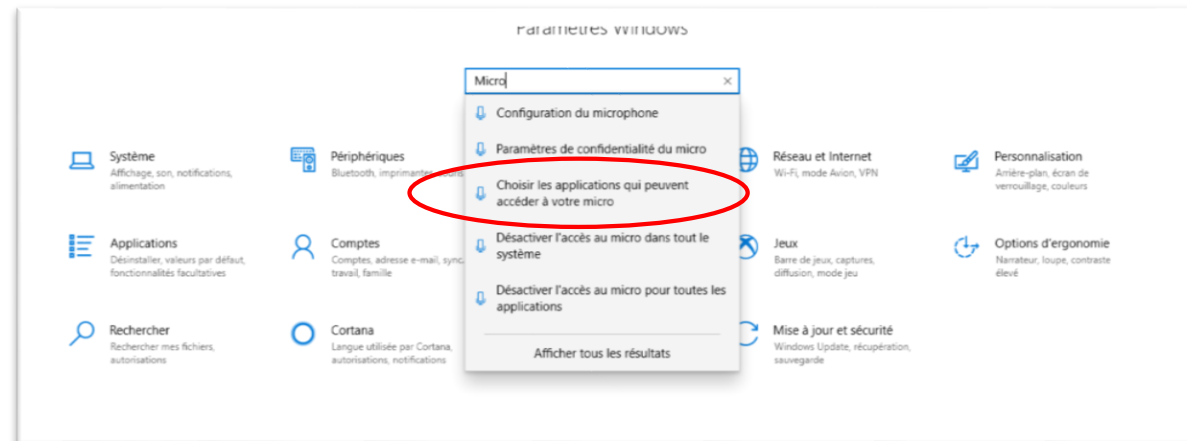 Paramètres Windows
Micro
Configuration du microphone
Paramètres de confidentialité du micro
Choisir les applications qui peuvent
accéder à votre micro
Désactiver l'accès au micro dans tout le
système
Désactiver l'accès au micro pour toutes les
applications
Afficher tous les résultats
Système
Affichage, son, notifications,
alimentation
Périphériques
Bluetooth, imprimantes,
Réseau et Internet
Wi-Fi, mode Avion, VPN
Personnalisation
Arrière-plan, écran de
verrouillage, couleurs
Applications
Désinstaller, valeurs par défaut,
fonctionnalités facultatives
Comptes
Comptes, adresse e-mail, sync.
travail, famille
Jeux
Barre de jeux, captures,
diffusion, mode jeu
Options d'ergonomie
Narrateur, loupe, contraste
élevé
Rechercher
Rechercher mes fichiers,
autorisations
Cortana
Langue utilisée par Cortana,
autorisations, notifications
Mise à jour et sécurité
Windows Update, récupération,
sauvegarde